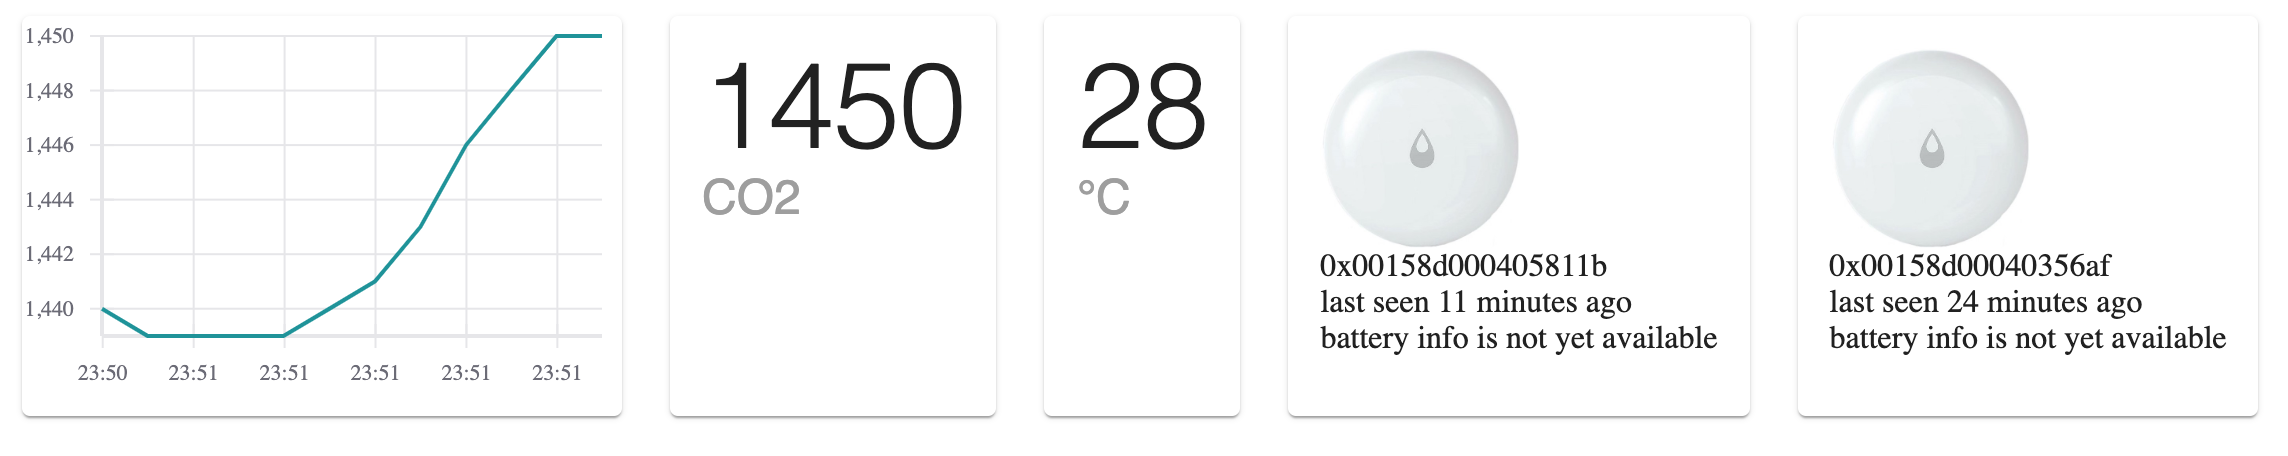 1,450
1,448
1,446
1,444
1,442
1,440
23:50 23:51 23:51 23:51 23:51 23:51
1450
CO2
28
°C
0x00158d000405811b
last seen 11 minutes ago
battery info is not yet available
0x00158d00040356af
last seen 24 minutes ago
battery info is not yet available